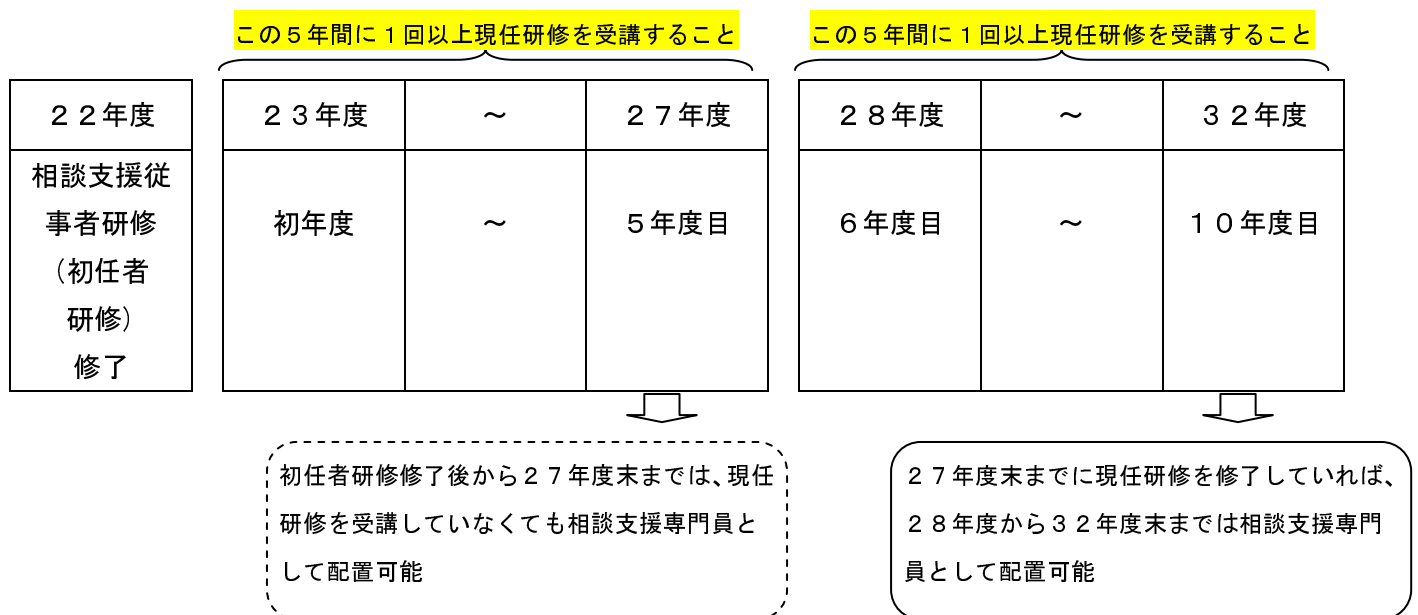 この５年間に１回以上現任研修を受講すること
この５年間に１回以上現任研修を受講すること
２２年度
２３年度
～
２７年度
２８年度
～
３２年度
相談支援従
事者研修
（初任者
研修）
修了
初年度
～
５年度目
６年度目
～
１０年度目
初任者研修修了後から２７年度末までは、現任
研修を受講していなくても相談支援専門員と
して配置可能
２７年度末までに現任研修を修了していれば、
２８年度から３２年度末までは相談支援専門
員として配置可能